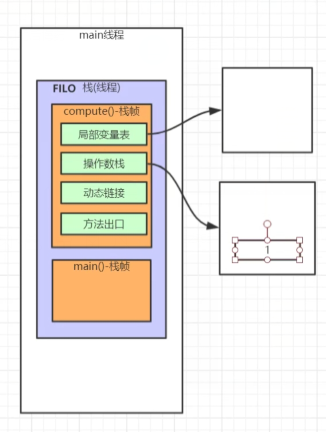 main线程
FILO 栈(线程)
compute()-栈帧
局部变量表
操作数栈
动态链接
方法出口
main()-栈帧
1